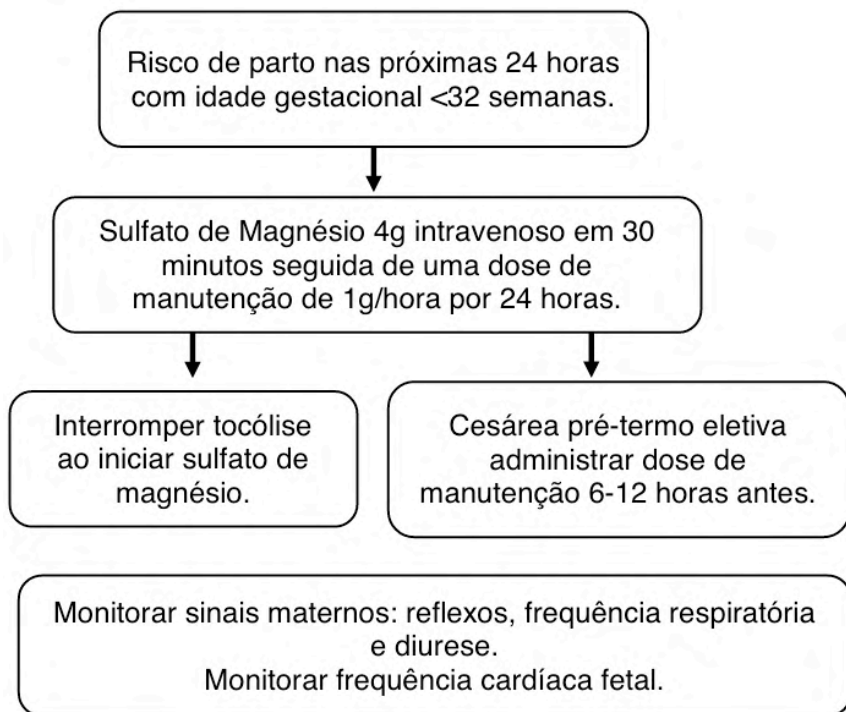 Risco de parto nas próximas 24 horas
com idade gestacional <32 semanas.
Sulfato de Magnésio 4g intravenoso em 30
minutos seguida de uma dose de
manutenção de 1g/hora por 24 horas.
Interromper tocólise
ao iniciar sulfato de
magnésio.
Cesárea pré-termo eletiva
administrar dose de
manutenção 6-12 horas antes.
Monitorar sinais maternos: reflexos, frequência respiratória
e diurese.
Monitorar frequência cardíaca fetal.